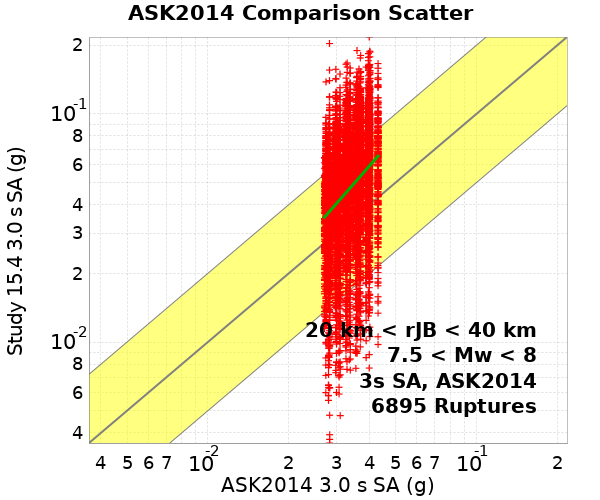 ASK2014 Comparison Scatter
Study 15.4 3.0 s SA (g)
2
10-1
8
6
4
3
2
10-2
8
6
4
20 km < rJB < 40 km
7.5 < Mw < 8
3s SA, ASK2014
6895 Ruptures
4 5 6 7 10-2 2 3 4 5 6 7 10-1 2
ASK2014 3.0 s SA (g)